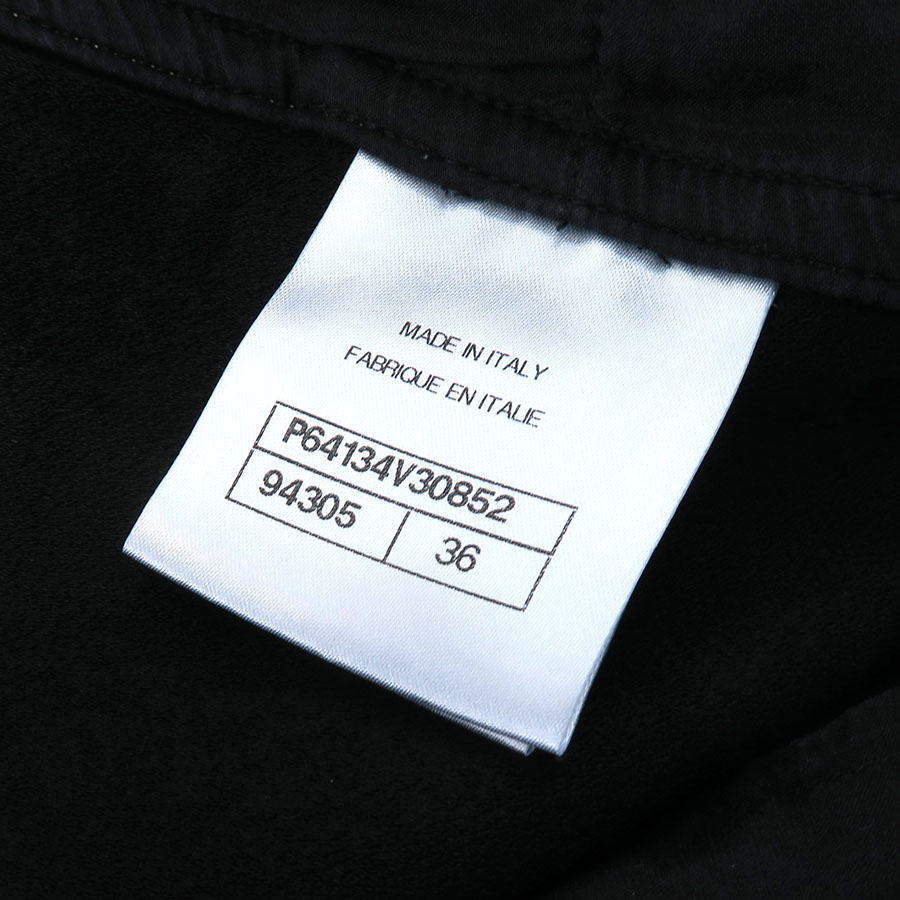 MADE IN ITALY
FABRIQUE EN ITALIE
P64134V30852
94305 36